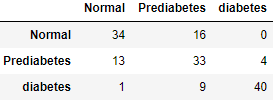 Normal Prediabetes diabetes
Normal 34 16 0
Prediabetes 13 33 4
diabetes 1 9 40